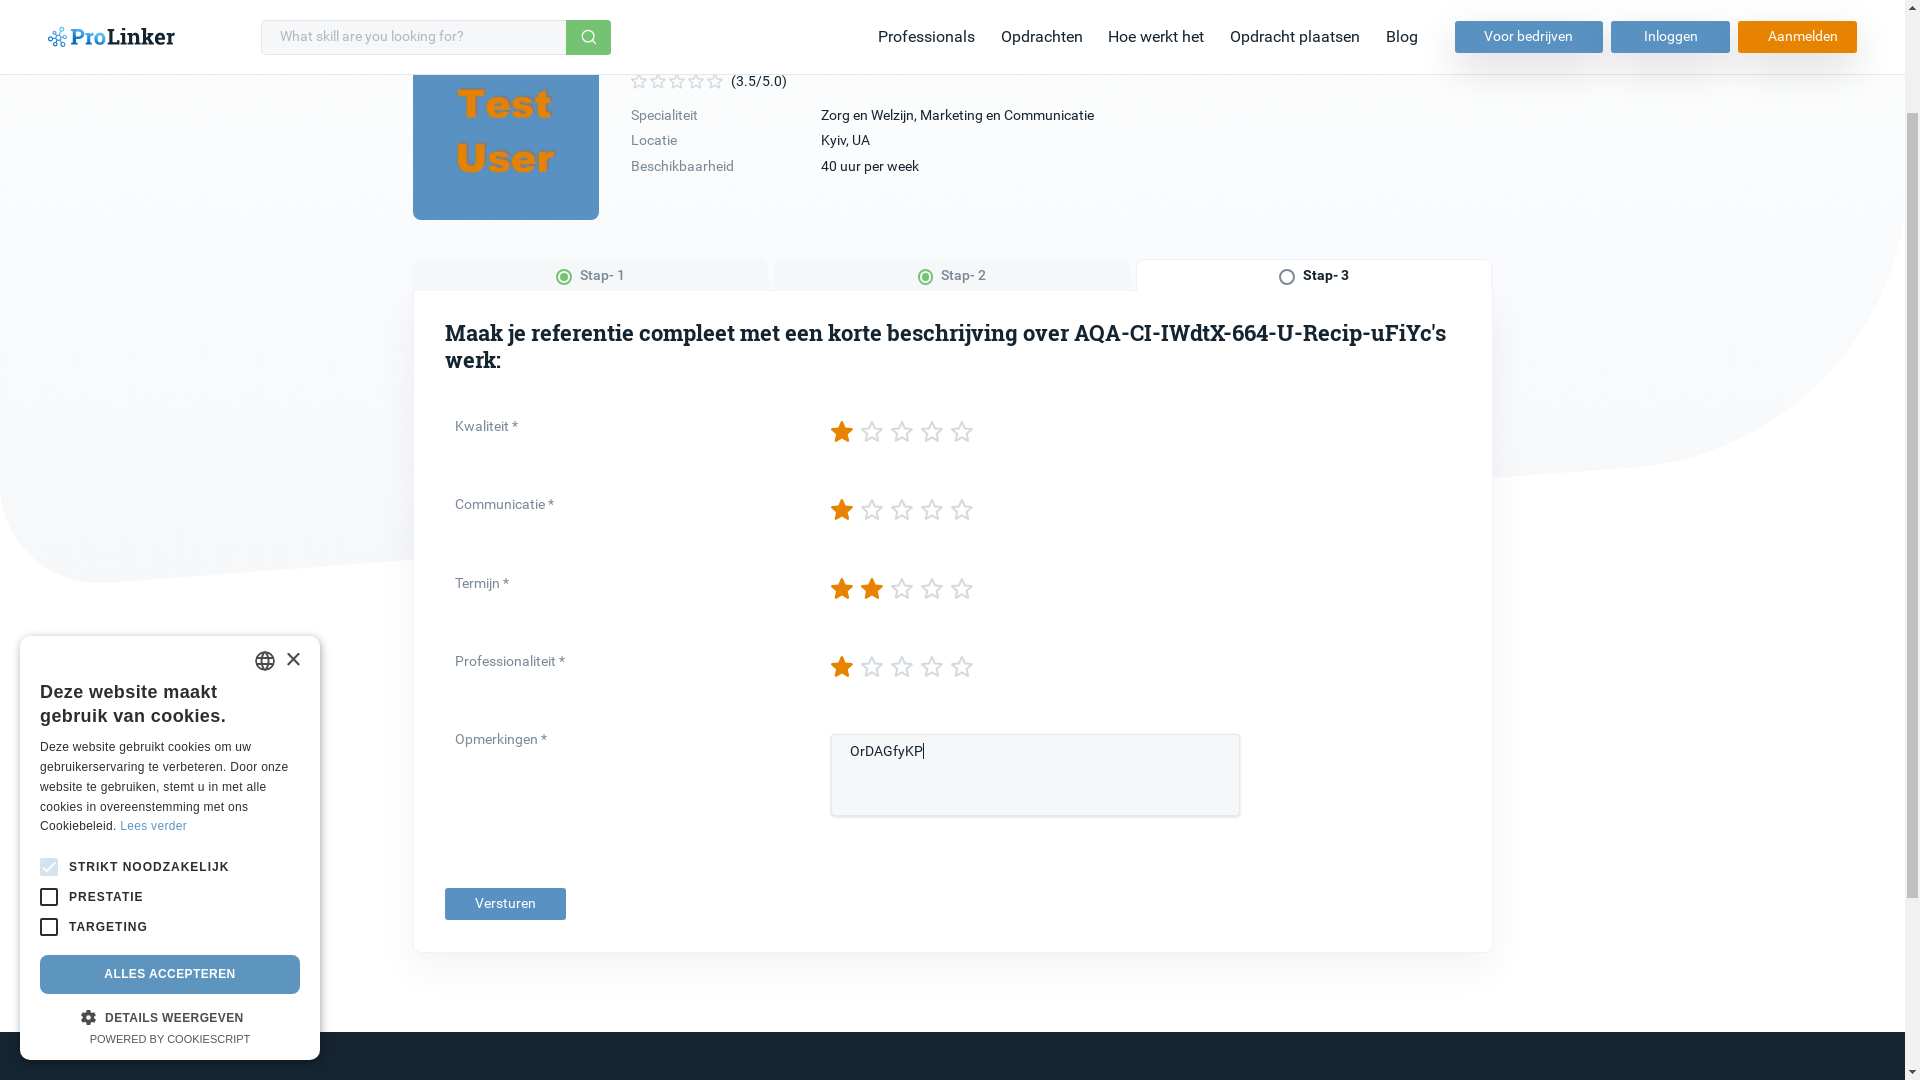 ProLinker
What skill are you looking for?
Professionals
Opdrachten
Hoe werkt het
Opdracht plaatsen
Blog
Voor bedrijven
Inloggen
Aanmelden
Test
User
(3.5/5.0)
Specialiteit
Zorg en Welzijn, Marketing en Communicatie
Locatie
Kyiv, UA
Beschikbaarheid
40 uur per week
Stap- 1
Stap- 2
Stap- 3
Maak je referentie compleet met een korte beschrijving over AQA-CI-IWdtX-664-U-Recip-uFiYc's
werk:
Kwaliteit *
Communicatie *
Termijn *
Professionaliteit *
Opmerkingen *
OrDAGfyKP
Versturen
×
Deze website maakt
gebruik van cookies.
Deze website gebruikt cookies om uw
gebruikerservaring te verbeteren. Door onze
website te gebruiken, stemt u in met alle
cookies in overeenstemming met ons
Cookiebeleid. Lees verder
STRIKT NOODZAKELIJK
PRESTATIE
TARGETING
ALLES ACCEPTEREN
DETAILS WEERGEVEN
POWERED BY COOKIESCRIPT